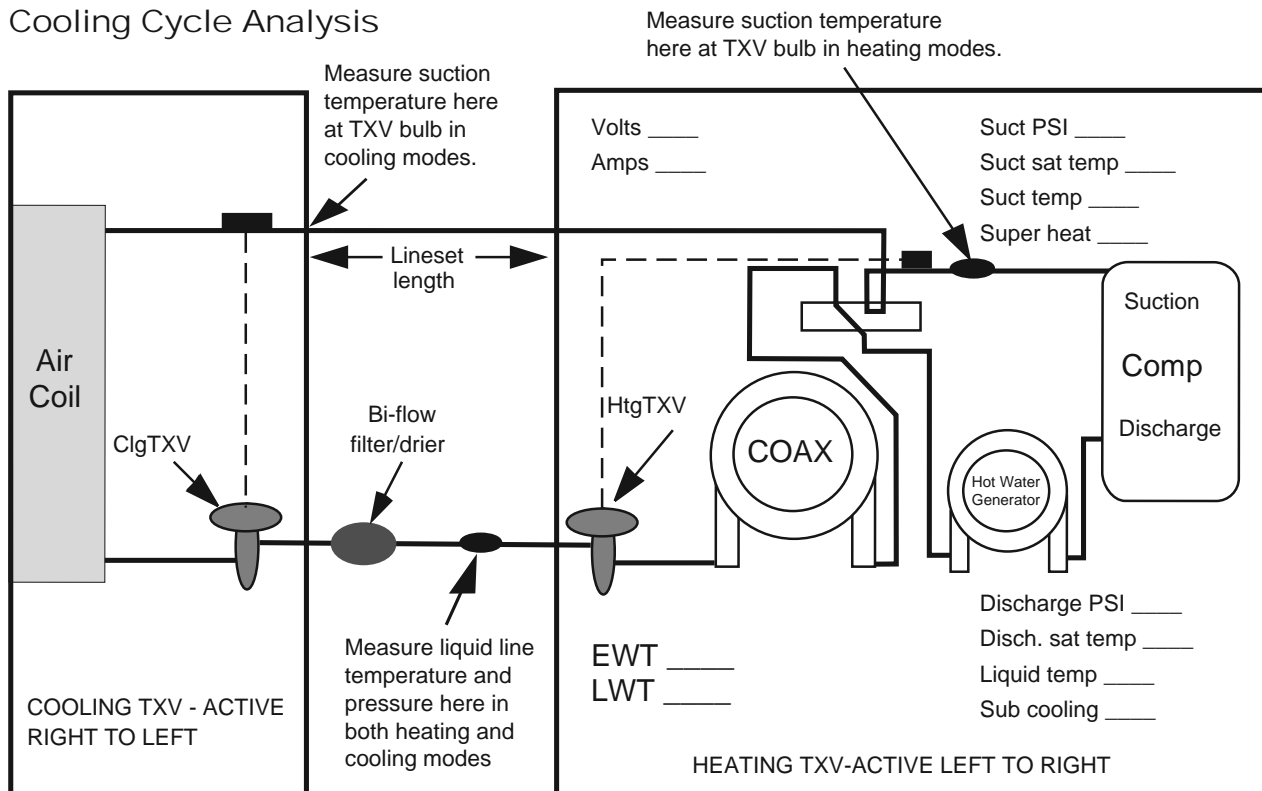 Cooling Cycle Analysis
Measure suction temperature
here at TXV bulb in heating modes.
Measure suction
temperature here
at TXV bulb in
cooling modes.
Volts ____
Amps ____
Suct PSI ____
Suct sat temp ____
Suct temp ____
Super heat ____
Lineset
length
Air
Coil
ClgTXV
Bi-flow
filter/drier
HtgTXV
COAX
Hot Water
Generator
Suction
Comp
Discharge
Measure liquid line
temperature and
pressure here in
both heating and
cooling modes
EWT ____
LWT ____
Discharge PSI ____
Disch. sat temp ____
Liquid temp ____
Sub cooling ____
COOLING TXV - ACTIVE
RIGHT TO LEFT
HEATING TXV-ACTIVE LEFT TO RIGHT